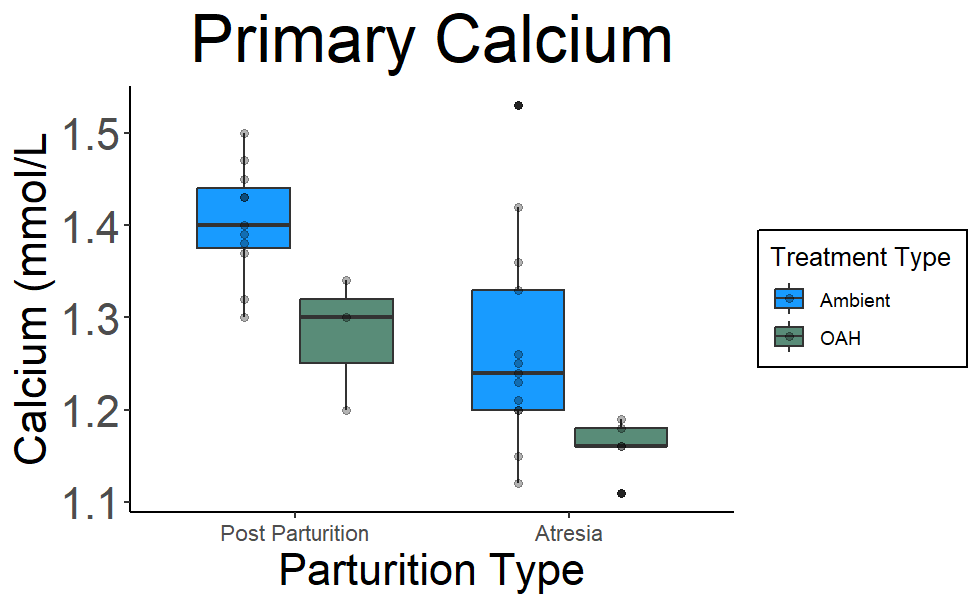 Primary Calcium
Calcium (mmol/L
1.5
1.4
1.3
1.2
1.1
Post Parturition
Atresia
Parturition Type
Treatment Type
Ambient
OAH